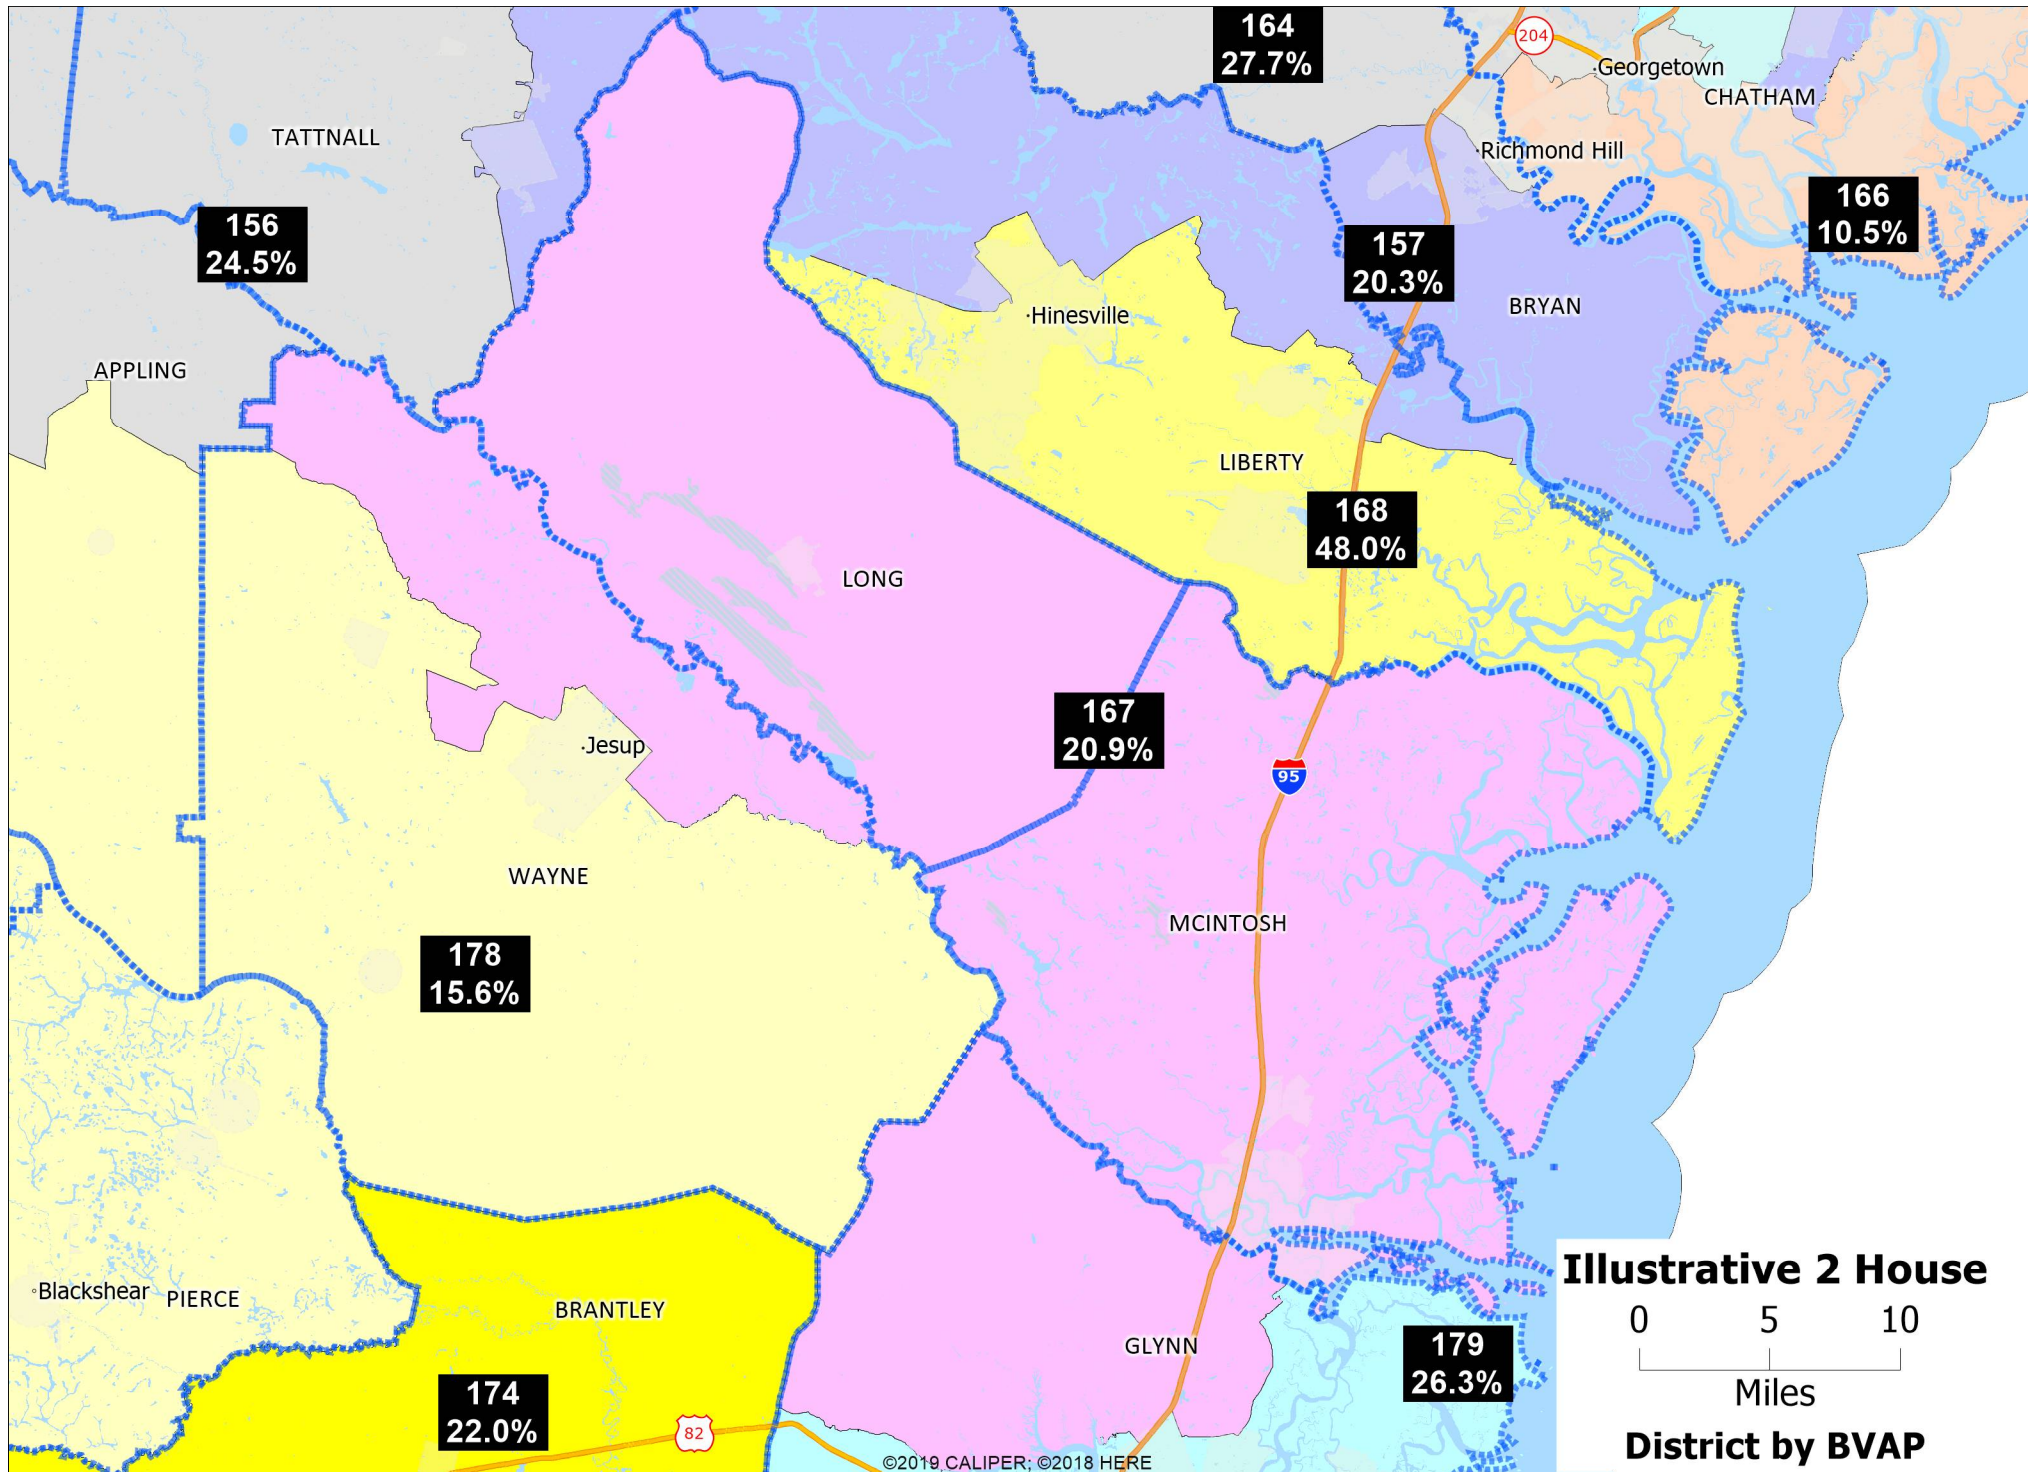 164
27.7%
204
Georgetown
CHATHAM
TATTNALL
Richmond Hill
166
10.5%
156
24.5%
157
20.3%
BRYAN
Hinesville
APPLING
LIBERTY
168
48.0%
LONG
167
20.9%
Jesup
95
WAYNE
MCINTOSH
178
15.6%
Blackshear
PIERCE
BRANTLEY
GLYNN
179
26.3%
174
22.0%
82
Illustrative 2 House
0 5 10
Miles
District by BVAP
©2019 CALIPER; ©2018 HERE